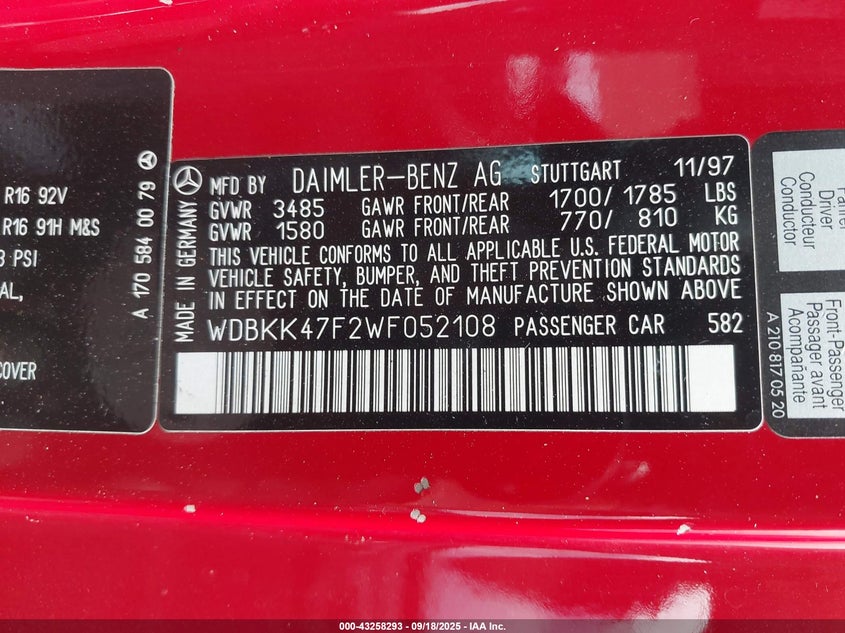 R16 92V
R16 91H M&S
PSI
COVER
A 170 584 00 79
MADE IN GERMANY
MFD BY DAIMLER-BENZ AG STUTTGART 11/97
GVWR 3485 GAWR FRONT/REAR 1700/ 1785 LBS
GVWR 1580 GAWR FRONT/REAR 770/ 810 KG
THIS VEHICLE CONFORMS TO ALL APPLICABLE U.S. FEDERAL MOTOR
VEHICLE SAFETY, BUMPER, AND THEFT PREVENTION STANDARDS
IN EFFECT ON THE DATE OF MANUFACTURE SHOWN ABOVE
WDBKK47F2WF052108 PASSENGER CAR 582
Driver
Conducteur
Conductor
Front-Passenger
Passager avant
Acompañante
A 210 817 05 20
000-43258293 - 09/18/2025 - IAA Inc.